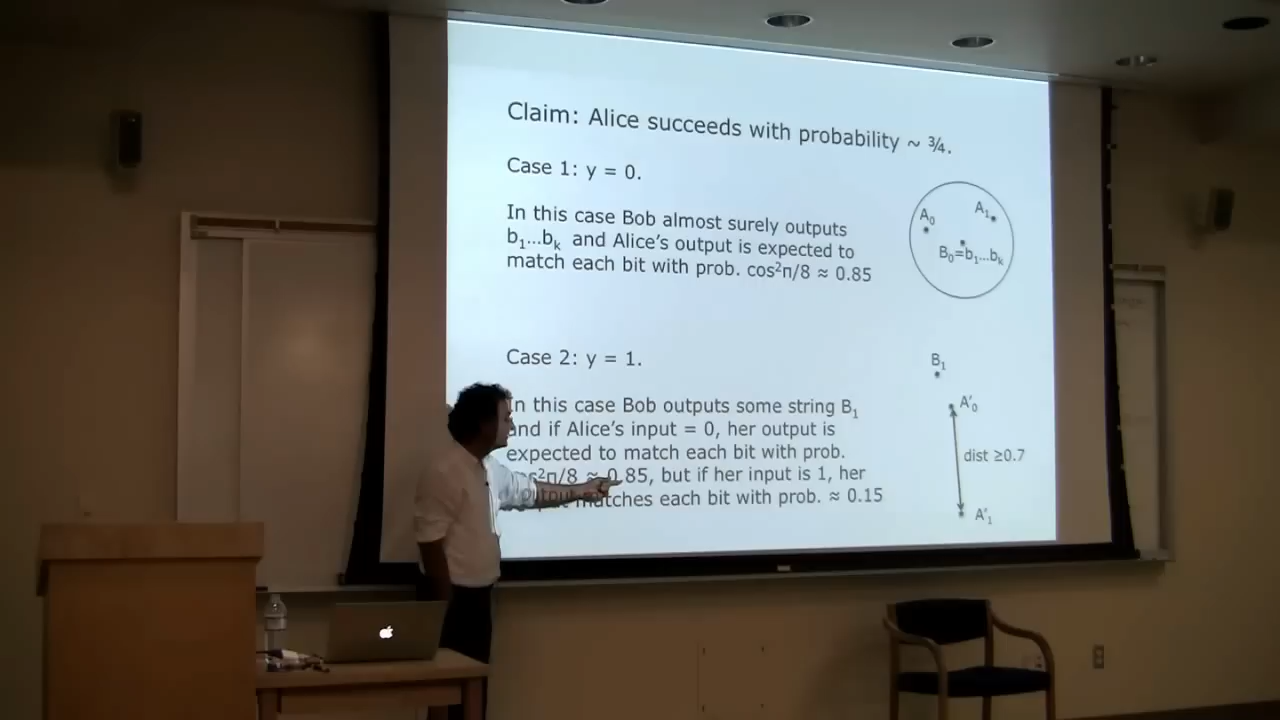 Claim: Alice succeeds with probability ~ ¾.
Case 1: y = 0.
In this case Bob almost surely outputs
b₁…bₖ and Alice's output is expected to
match each bit with prob. cos²π/8 ≈ 0.85
A₀
A₁
B₀=b₁…bₖ
Case 2: y = 1.
In this case Bob outputs some string B₁
and if Alice's input = 0, her output is
expected to match each bit with prob.
cos²π/8 ≈ 0.85, but if her input is 1, her
output matches each bit with prob. ≈ 0.15
B₁
A'₀
dist ≥0.7
A'₁